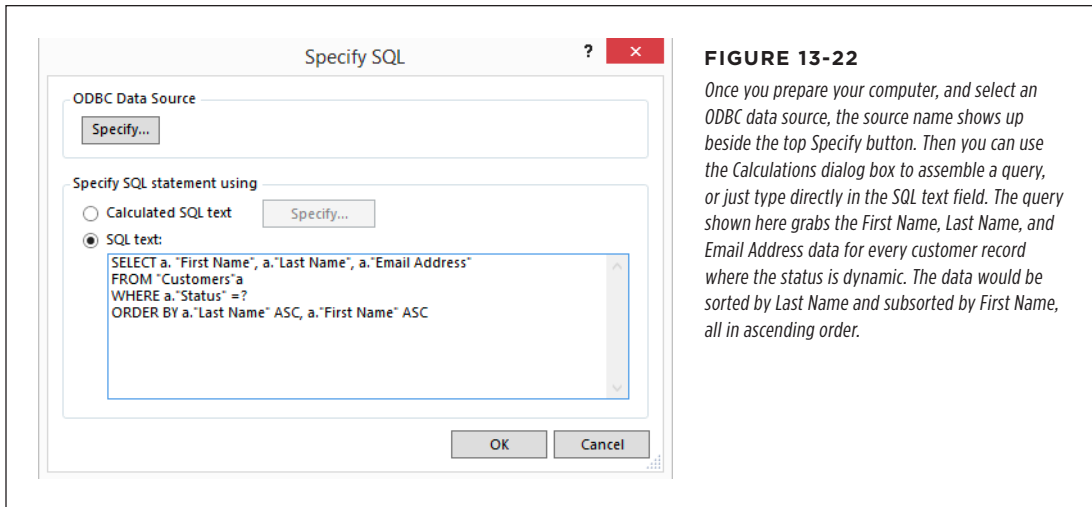 Specify SQL
?
×
ODBC Data Source
Specify...
Specify SQL statement using
Calculated SQL text
Specify...
SQL text:
SELECT a. "First Name", a."Last Name", a."Email Address"
FROM "Customers"a
WHERE a."Status" =?
ORDER BY a."Last Name" ASC, a."First Name" ASC
OK
Cancel
FIGURE 13-22
Once you prepare your computer, and select an
ODBC data source, the source name shows up
beside the top Specify button. Then you can use
the Calculations dialog box to assemble a query,
or just type directly in the SQL text field. The query
shown here grabs the First Name, Last Name, and
Email Address data for every customer record
where the status is dynamic. The data would be
sorted by Last Name and subsorted by First Name,
all in ascending order.